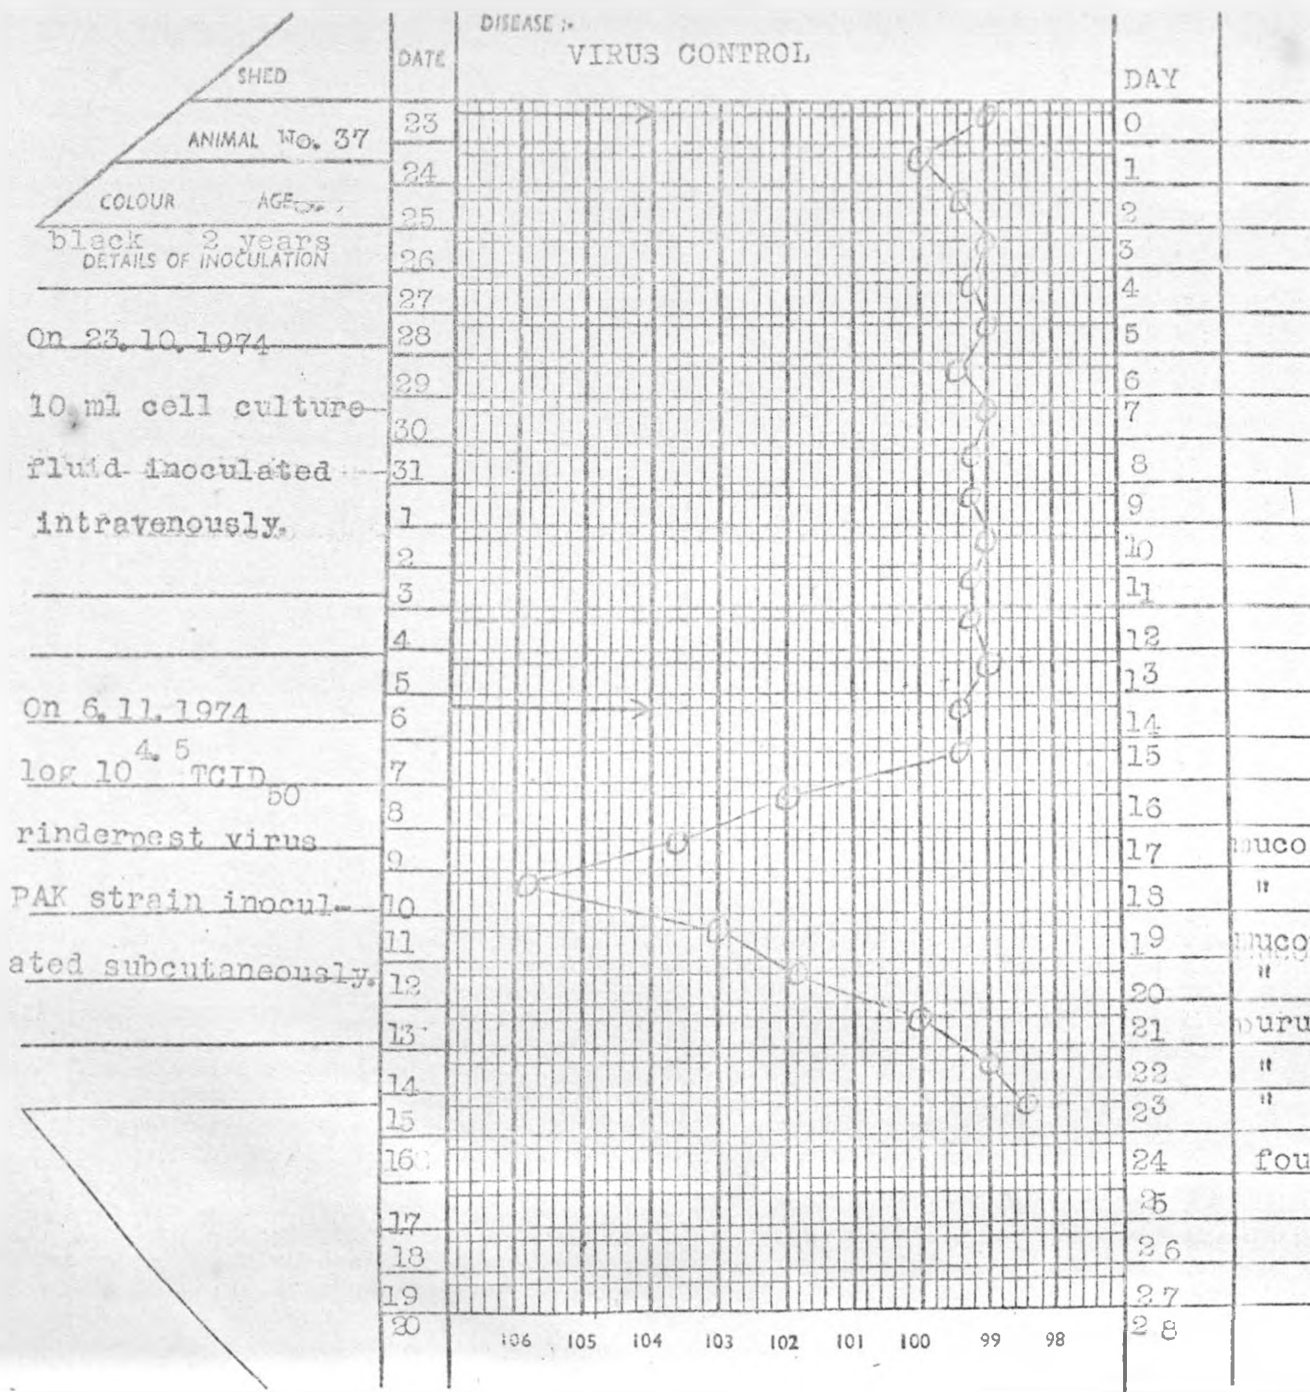 DISEASE :-
VIRUS CONTROL
DATE
DAY
SHED
ANIMAL No. 37
COLOUR AGE
black 2 years
DETAILS OF INOCULATION
On 23.10.1974
10 ml cell culture
fluid inoculated
intravenously.
On 6.11.1974
log 10 4.5 TCID 50
rinderpest virus
PAK strain inocul-
ated subcutaneously.
23 0
24 1
25 2
26 3
27 4
28 5
29 6
30 7
31 8
1 9
2 10
3 11
4 12
5 13
6 14
7 15
8 16
9 17 muco
10 18 "
11 19 muco
12 20 "
13 21 puru
14 22 "
15 23 "
16 24 fou
17 25
18 26
19 27
20 28
106 105 104 103 102 101 100 99 98